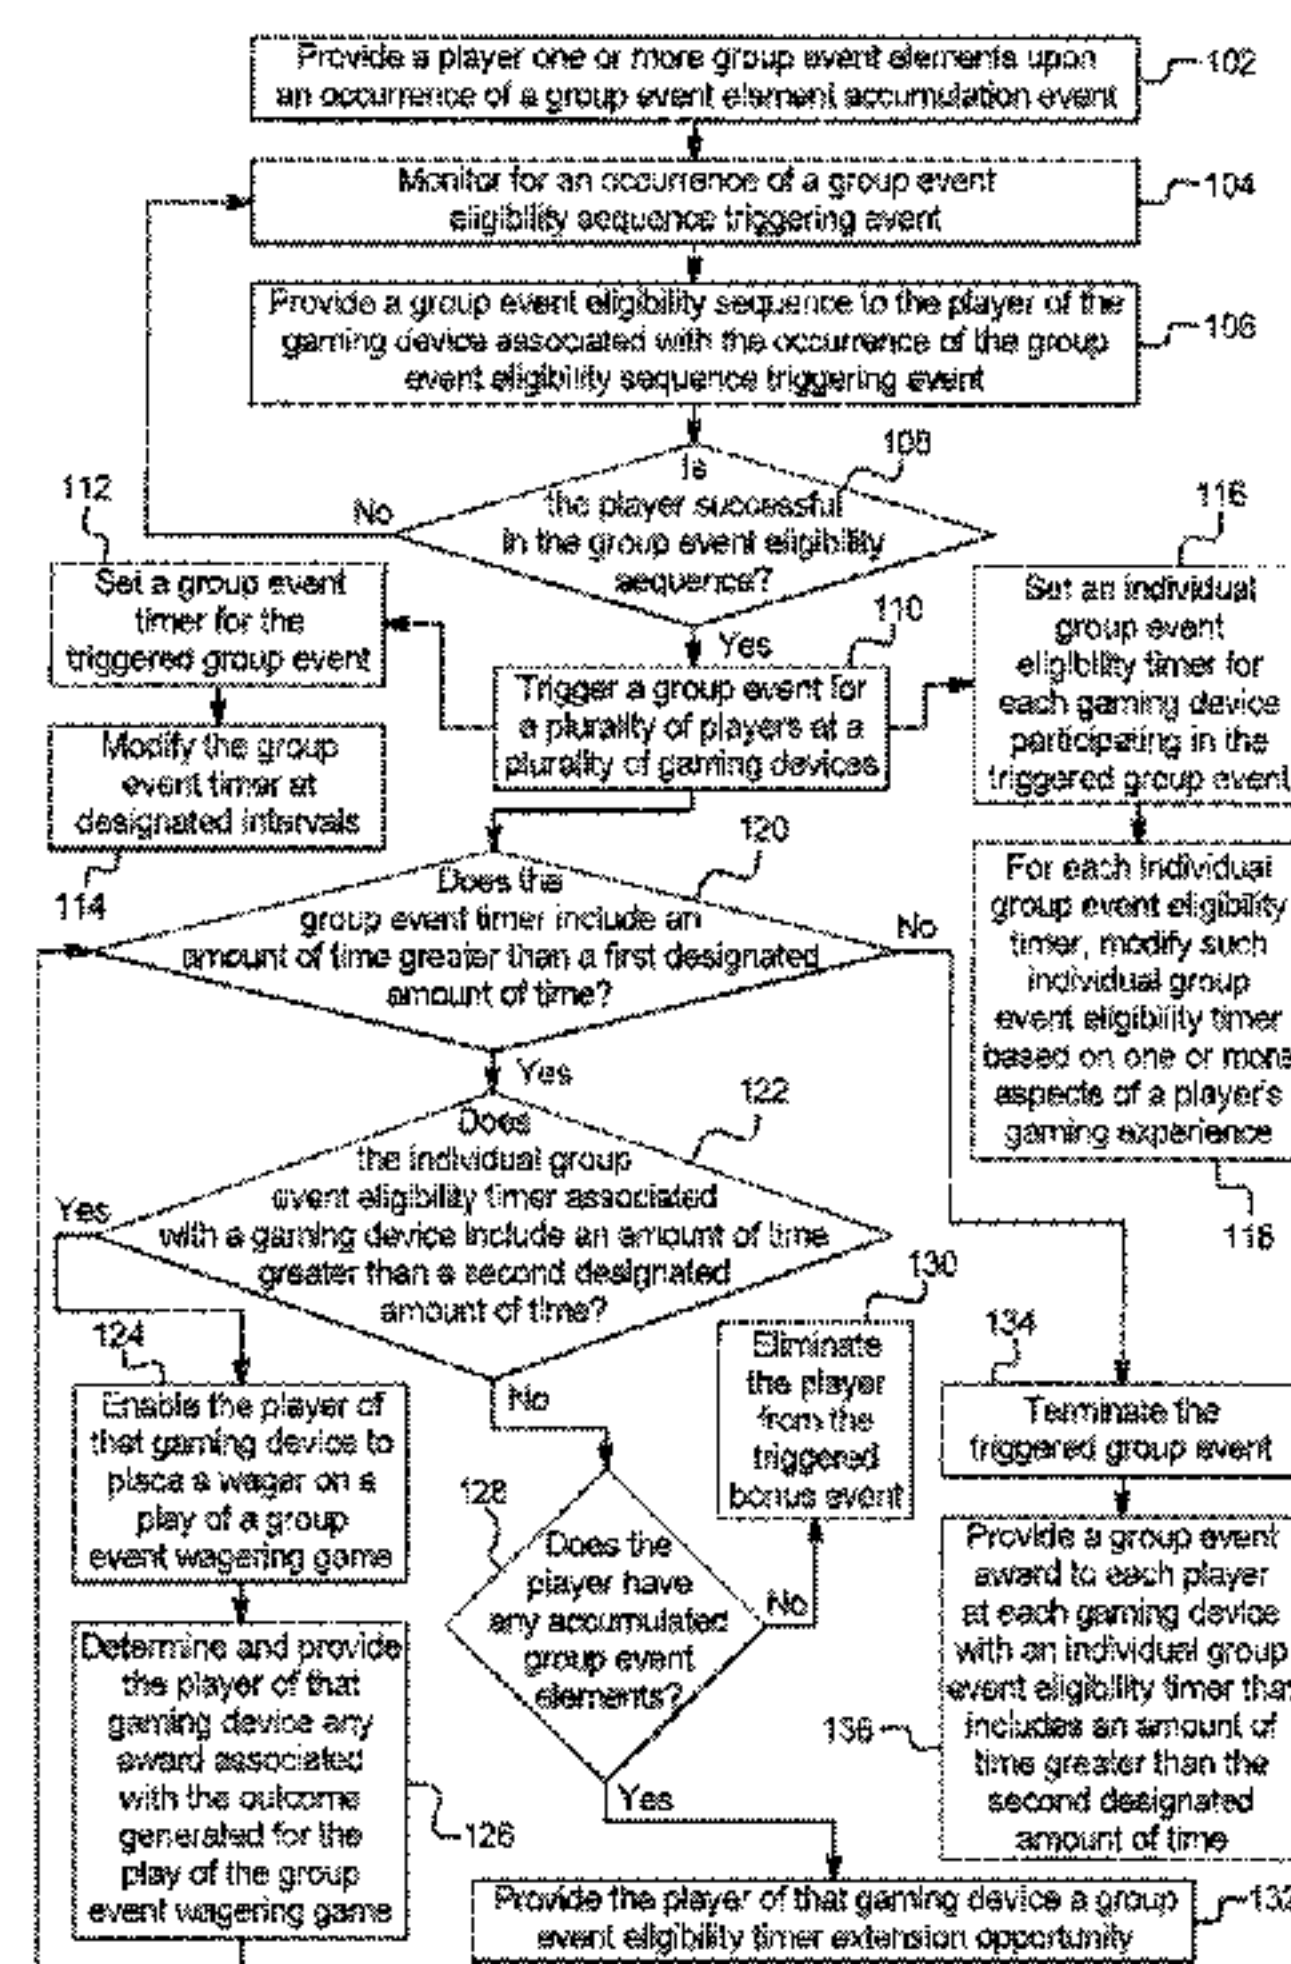 Provide a player one or more group event elements upon
an occurrence of a group event element accumulation event
102
Monitor for an occurrence of a group event
eligibility sequence triggering event
104
Provide a group event eligibility sequence to the player of the
gaming device associated with the occurrence of the group
event eligibility sequence triggering event
106
108
Is
the player successful
in the group event eligibility
sequence?
No
Yes
112
Set a group event
timer for the
triggered group event
110
Trigger a group event for
a plurality of players at a
plurality of gaming devices
116
Set an individual
group event
eligibility timer for
each gaming device
participating in the
triggered group event
Modify the group
event timer at
designated intervals
114
120
Does the
group event timer include an
amount of time greater than a first designated
amount of time?
No
Yes
For each individual
group event eligibility
timer, modify such
individual group
event eligibility timer
based on one or more
aspects of a player's
gaming experience
118
122
Does
the individual group
event eligibility timer associated
with a gaming device include an amount of time
greater than a second designated
amount of time?
Yes
No
124
Enable the player of
that gaming device to
place a wager on a
play of a group
event wagering game
130
Eliminate
the player
from the
triggered
bonus event
134
Terminate the
triggered group event
128
Does the
player have
any accumulated
group event
elements?
No
Yes
Determine and provide
the player of that
gaming device any
award associated
with the outcome
generated for the
play of the group
event wagering game
126
Provide a group event
award to each player
at each gaming device
with an individual group
event eligibility timer that
includes an amount of
time greater than the
second designated
amount of time
136
Provide the player of that gaming device a group
event eligibility timer extension opportunity
132